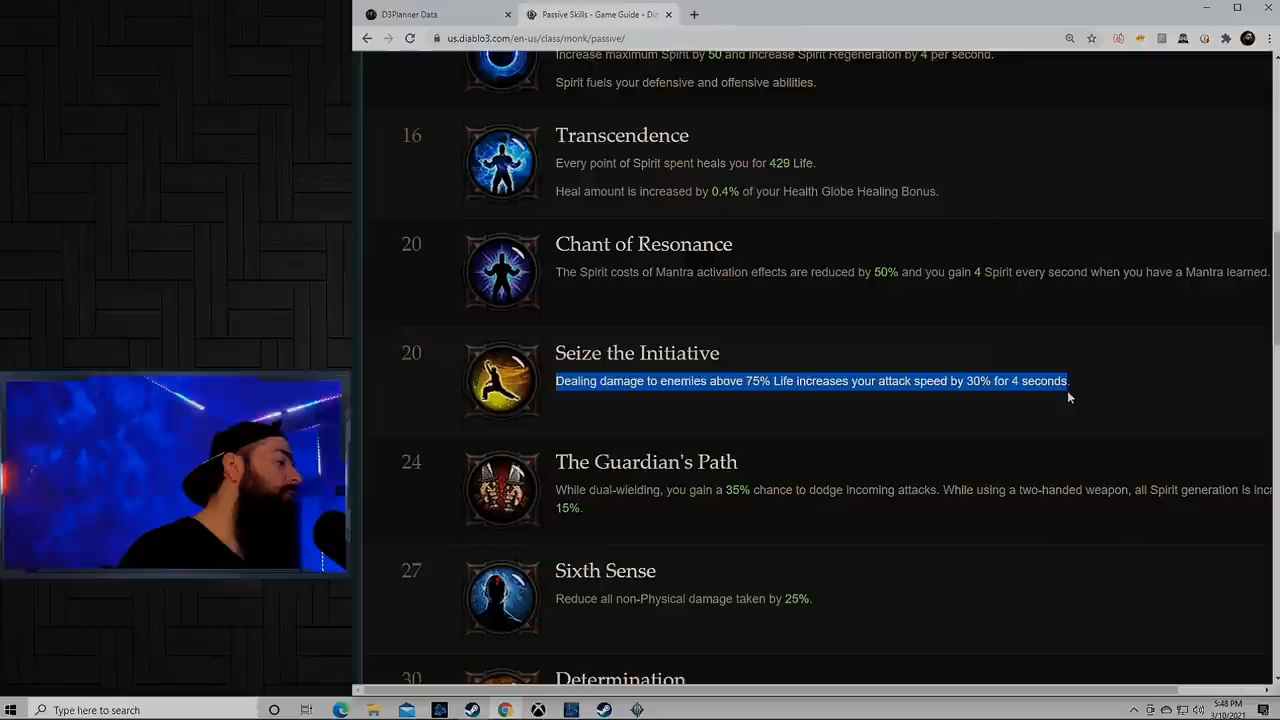 D3Planner Data
Passive Skills - Game Guide - Di
us.diablo3.com/en-us/class/monk/passive/
Increase maximum Spirit by 50 and increase Spirit Regeneration by 4 per second.
Spirit fuels your defensive and offensive abilities.
16
Transcendence
Every point of Spirit spent heals you for 429 Life.
Heal amount is increased by 0.4% of your Health Globe Healing Bonus.
20
Chant of Resonance
The Spirit costs of Mantra activation effects are reduced by 50% and you gain 4 Spirit every second when you have a Mantra learned.
20
Seize the Initiative
Dealing damage to enemies above 75% Life increases your attack speed by 30% for 4 seconds.
24
The Guardian's Path
While dual-wielding, you gain a 35% chance to dodge incoming attacks. While using a two-handed weapon, all Spirit generation is incr
15%.
27
Sixth Sense
Reduce all non-Physical damage taken by 25%.
30
Determination
Type here to search
5:48 PM
3/10/2021